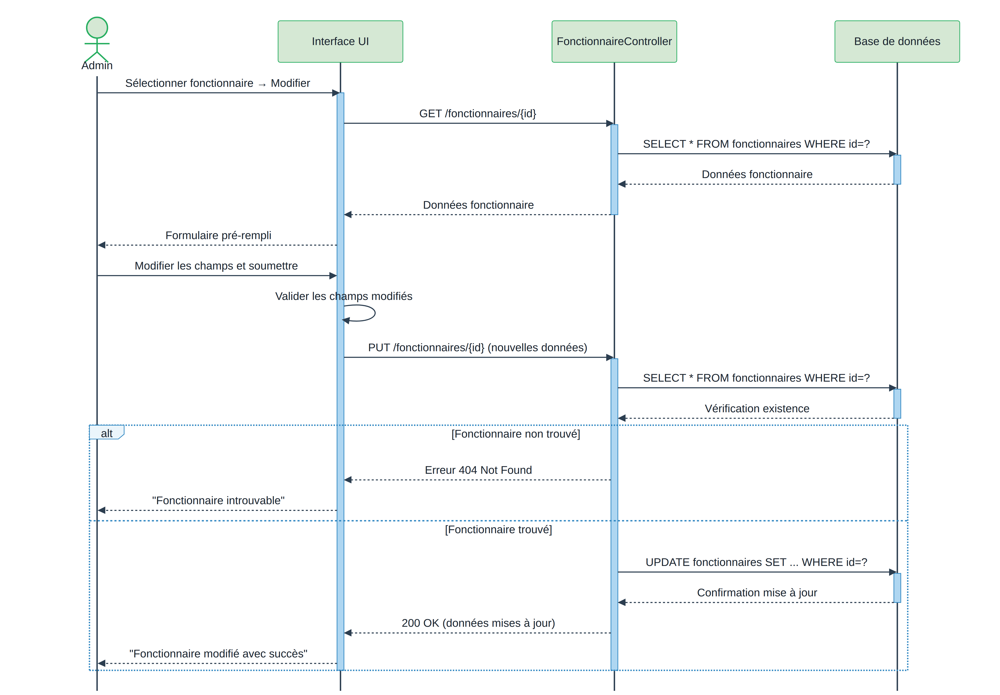 Admin
Interface UI
FonctionnaireController
Base de données
Sélectionner fonctionnaire → Modifier
GET /fonctionnaires/{id}
SELECT * FROM fonctionnaires WHERE id=?
Données fonctionnaire
Données fonctionnaire
Formulaire pré-rempli
Modifier les champs et soumettre
Valider les champs modifiés
PUT /fonctionnaires/{id} (nouvelles données)
SELECT * FROM fonctionnaires WHERE id=?
Vérification existence
alt
[Fonctionnaire non trouvé]
Erreur 404 Not Found
"Fonctionnaire introuvable"
[Fonctionnaire trouvé]
UPDATE fonctionnaires SET ... WHERE id=?
Confirmation mise à jour
200 OK (données mises à jour)
"Fonctionnaire modifié avec succès"